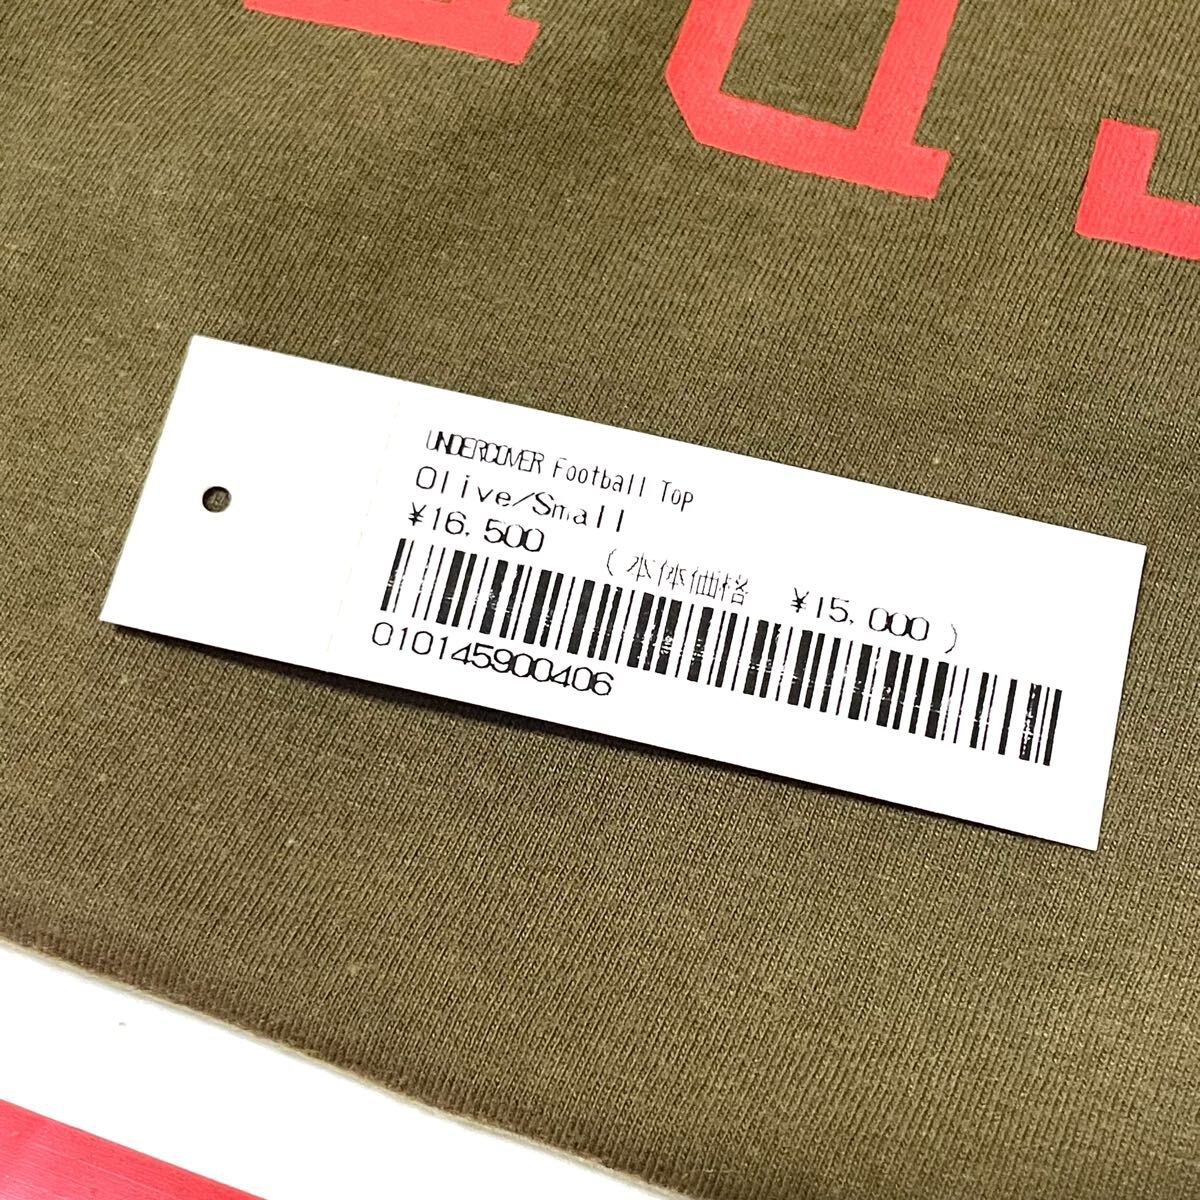 UNDERCOVER Football Top
Olive/Small
¥16,500 (本体価格 ¥15,000)
010145900406